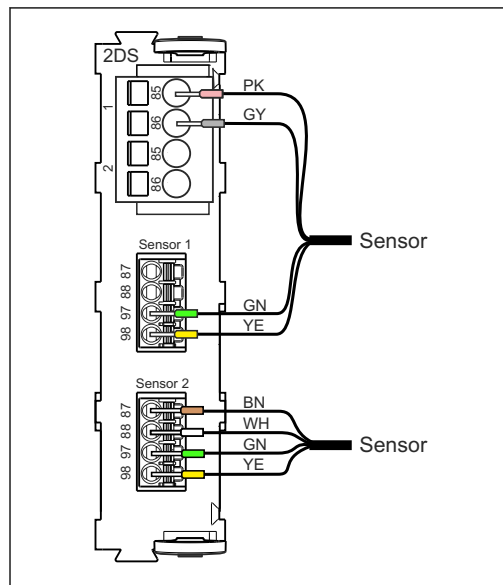 2DS
1
85
PK
86
GY
2
85
86
Sensor
Sensor 1
87
88
97
GN
98
YE
Sensor 2
87
BN
88
WH
97
GN
Sensor
98
YE